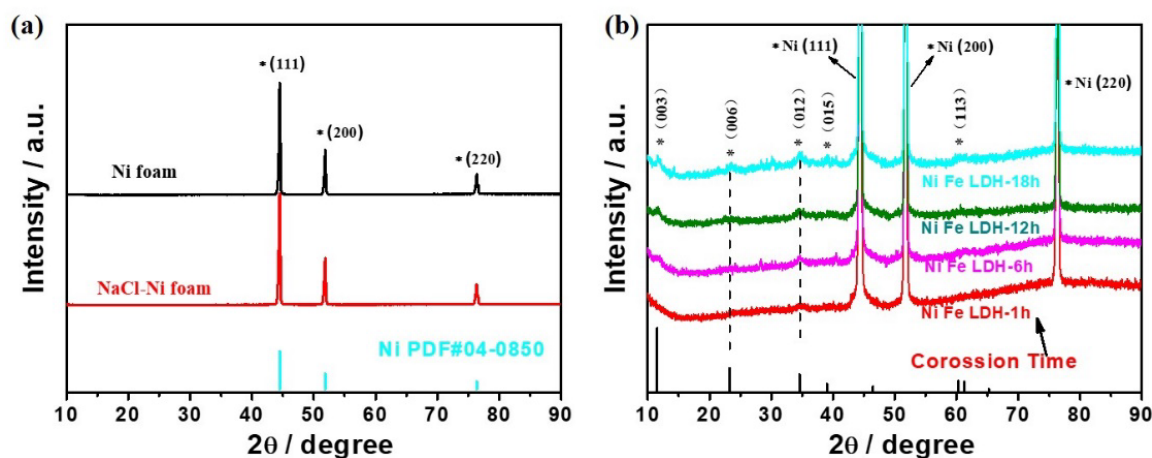 (a)
Intensity / a.u.
* (111)
* (200)
* (220)
Ni foam
NaCl-Ni foam
Ni PDF#04-0850
10 20 30 40 50 60 70 80 90
2θ / degree
(b)
Intensity / a.u.
* Ni (111)
* Ni (200)
* Ni (220)
* (003)
* (006)
* (012)
* (015)
* (113)
Ni Fe LDH-18h
Ni Fe LDH-12h
Ni Fe LDH-6h
Ni Fe LDH-1h
Corossion Time
10 20 30 40 50 60 70 80 90
2θ / degree